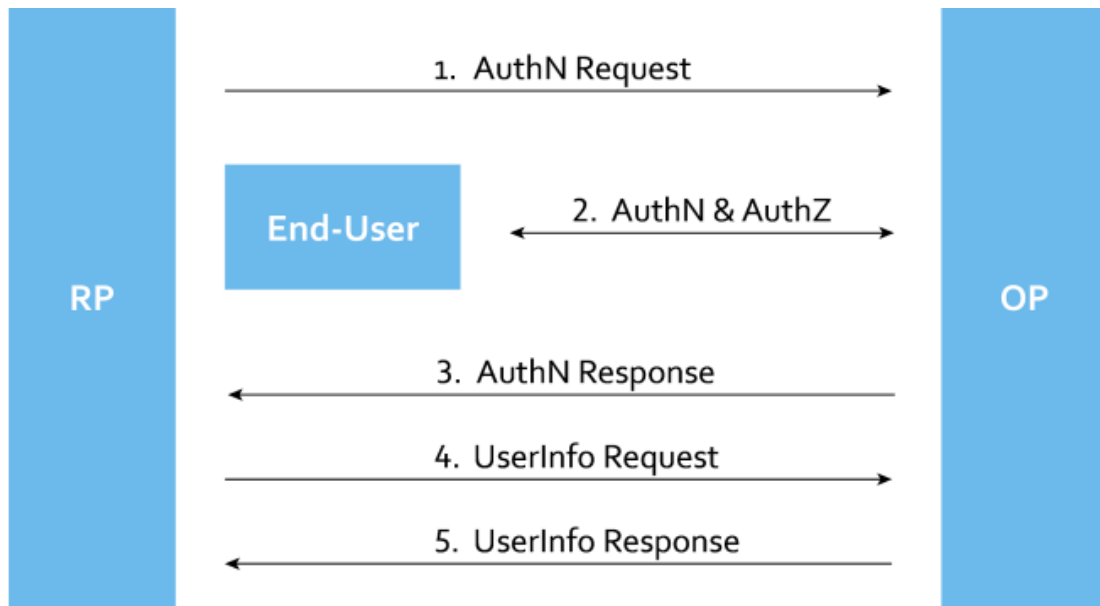 1. AuthN Request
End-User
2. AuthN & AuthZ
RP
OP
3. AuthN Response
4. UserInfo Request
5. UserInfo Response